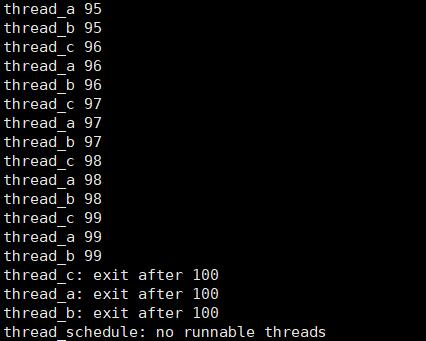 thread_a 95
thread_b 95
thread_c 96
thread_a 96
thread_b 96
thread_c 97
thread_a 97
thread_b 97
thread_c 98
thread_a 98
thread_b 98
thread_c 99
thread_a 99
thread_b 99
thread_c: exit after 100
thread_a: exit after 100
thread_b: exit after 100
thread_schedule: no runnable threads